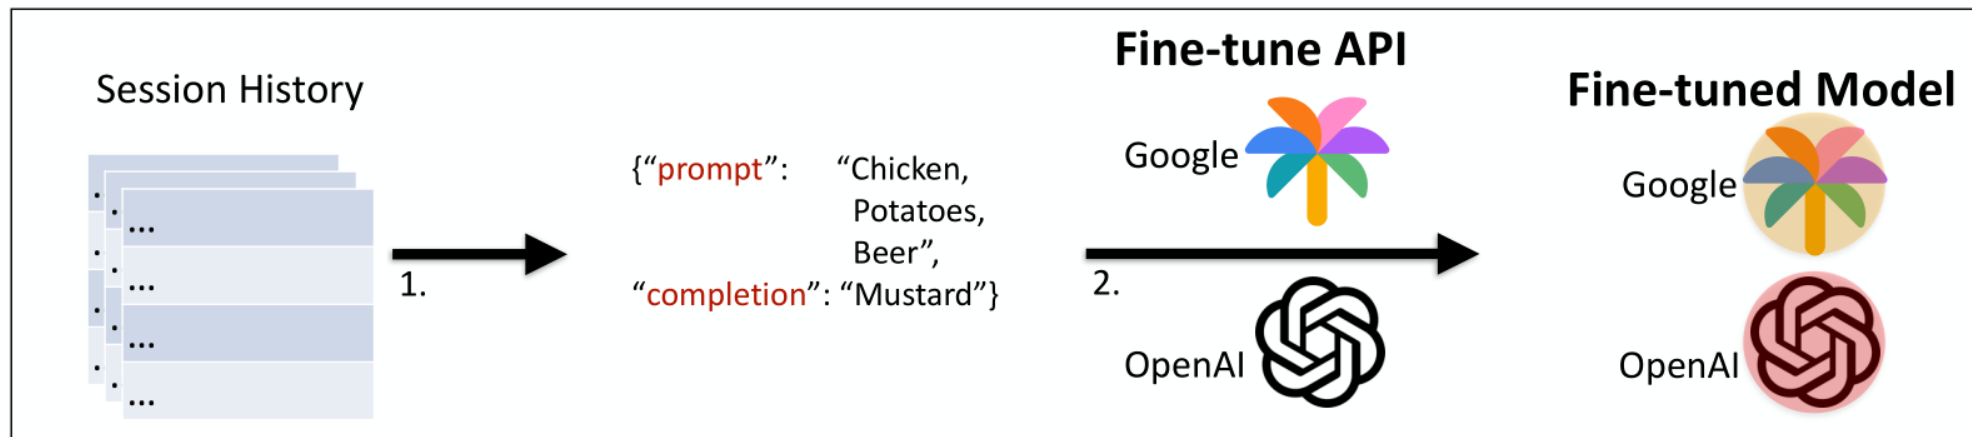 Session History
...
...
...
...
1.
{“prompt”: “Chicken,
Potatoes,
Beer”,
“completion”: “Mustard”}
Fine-tune API
Google
2.
OpenAI
Fine-tuned Model
Google
OpenAI